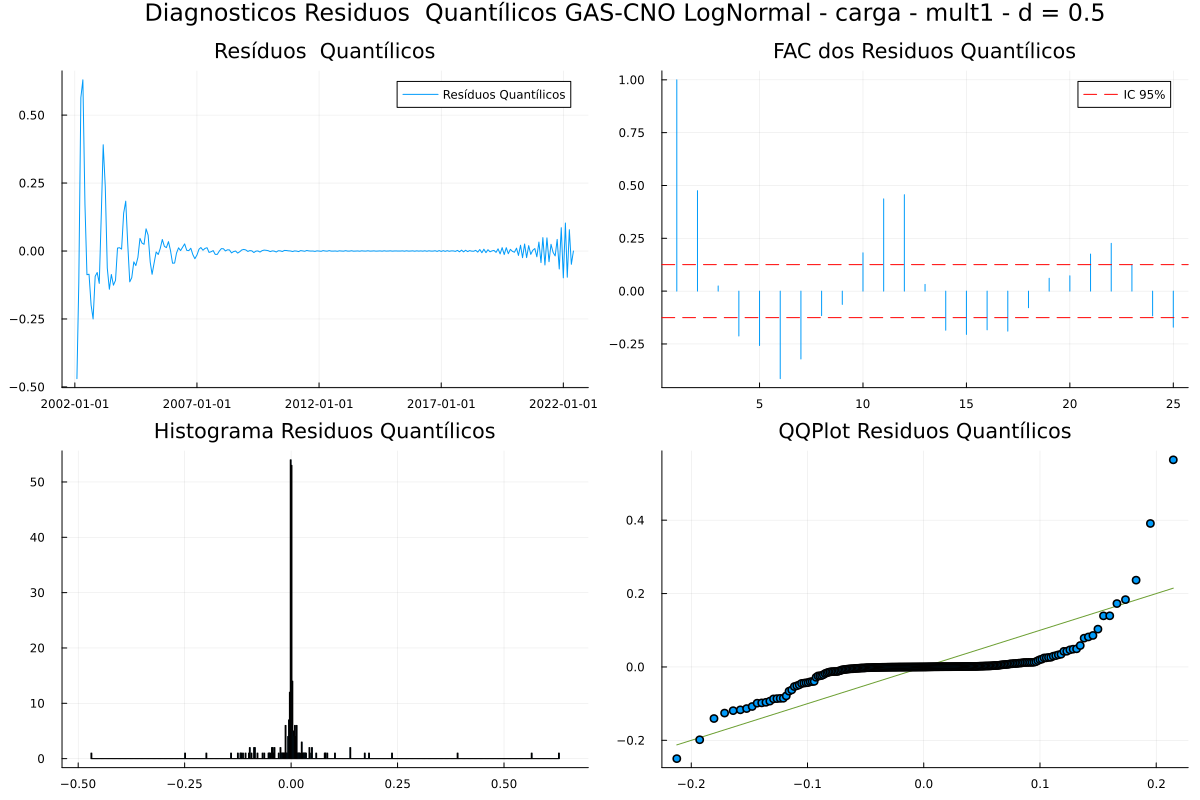 Diagnosticos Residuos  Quantílicos GAS-CNO LogNormal - carga - mult1 - d = 0.5
Resíduos  Quantílicos
Resíduos Quantílicos
0.50
0.25
0.00
−0.25
−0.50
2002-01-01 2007-01-01 2012-01-01 2017-01-01 2022-01-01
FAC dos Residuos Quantílicos
IC 95%
1.00
0.75
0.50
0.25
0.00
−0.25
5 10 15 20 25
Histograma Residuos Quantílicos
50
40
30
20
10
0
−0.50 −0.25 0.00 0.25 0.50
QQPlot Residuos Quantílicos
0.4
0.2
0.0
−0.2
−0.2 −0.1 0.0 0.1 0.2